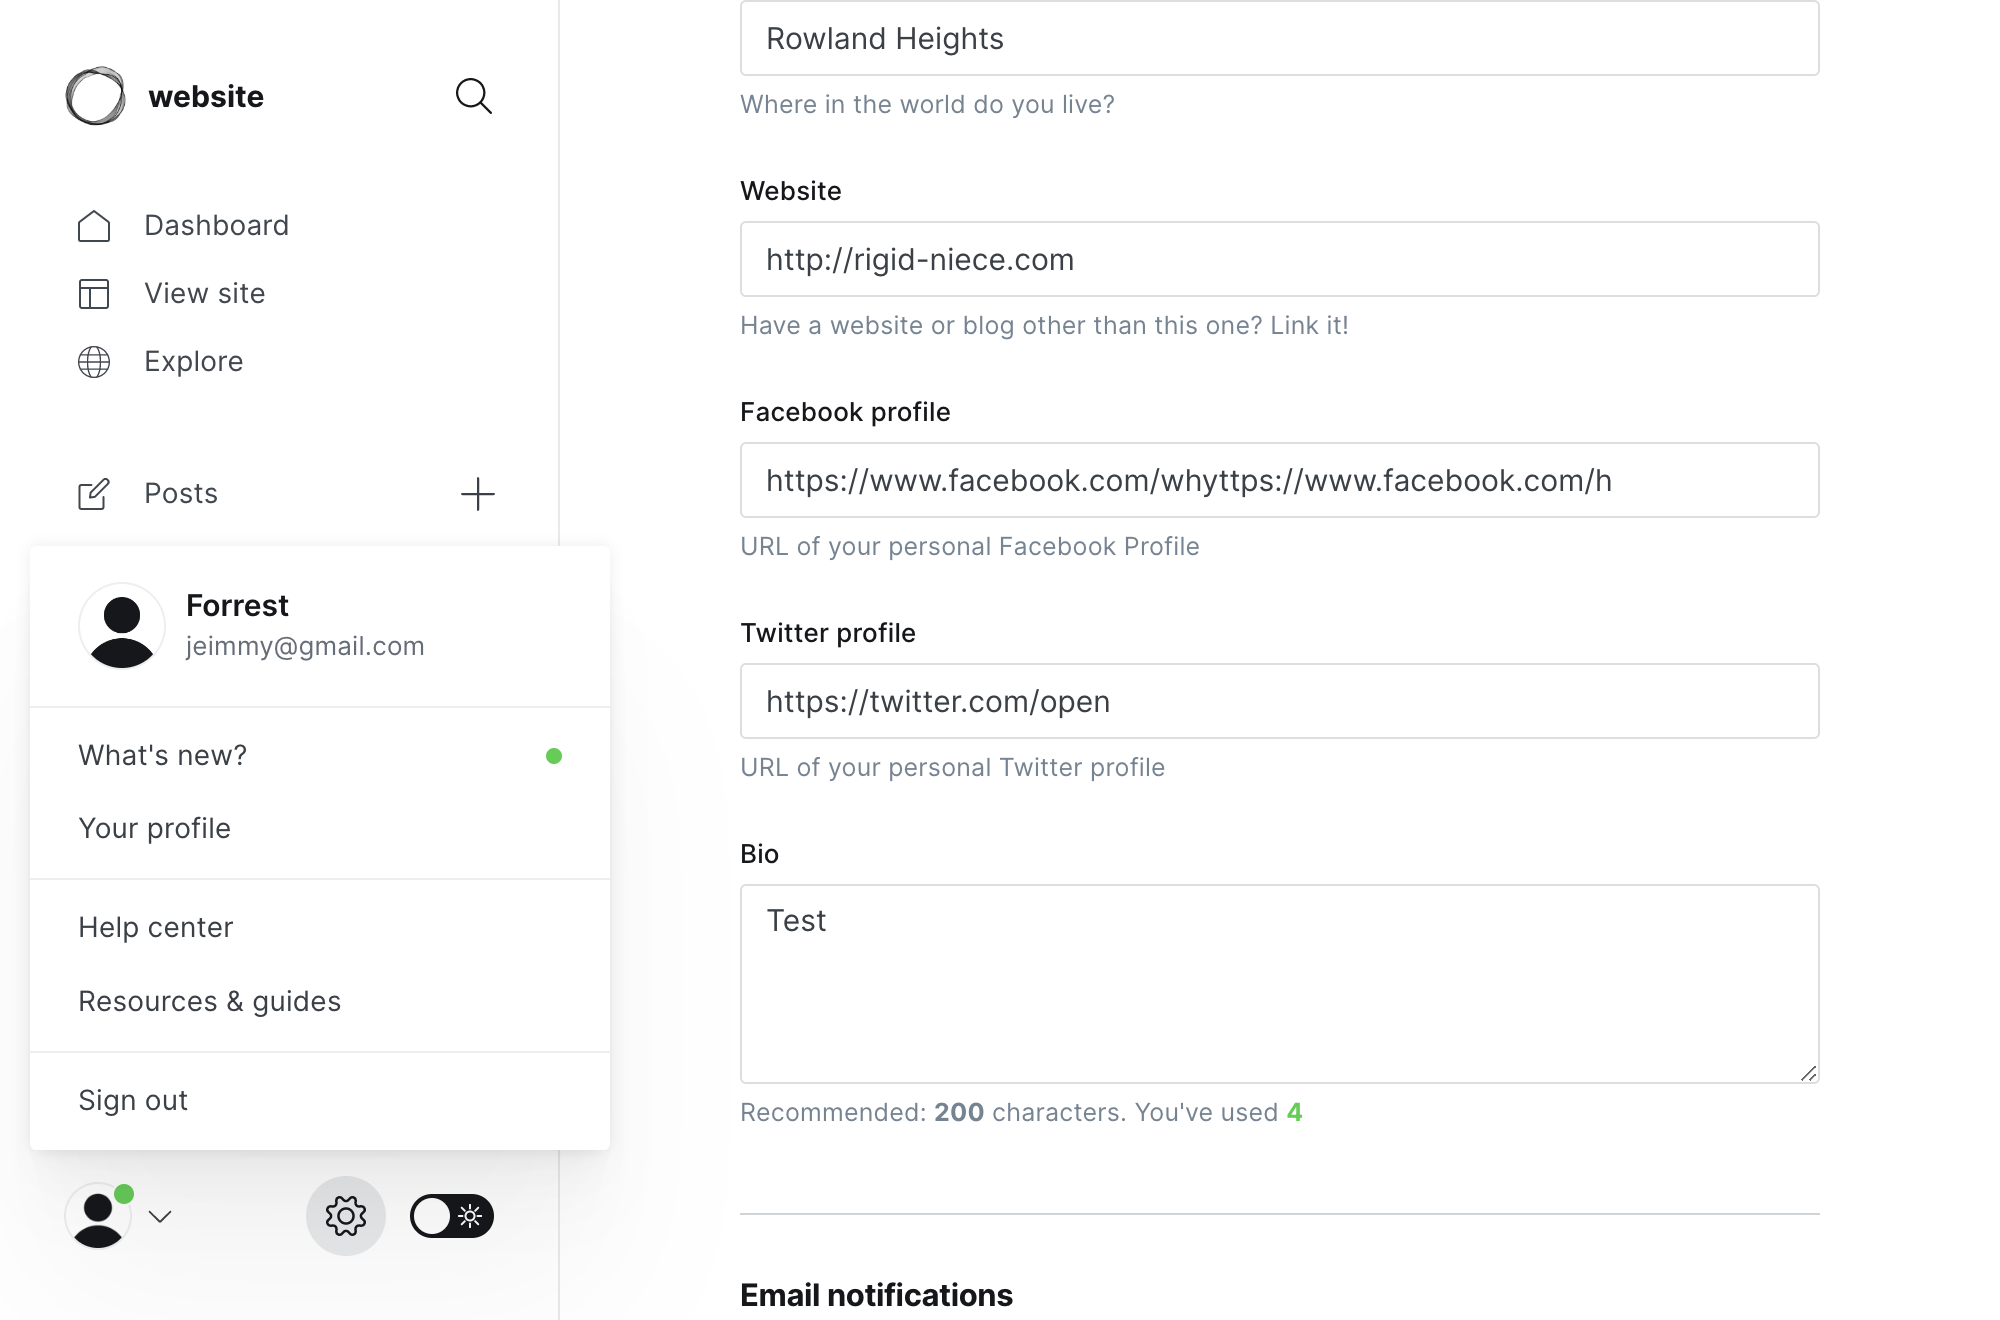 website
Dashboard
View site
Explore
Posts
Forrest
jeimmy@gmail.com
What's new?
Your profile
Help center
Resources & guides
Sign out
Rowland Heights
Where in the world do you live?
Website
http://rigid-niece.com
Have a website or blog other than this one? Link it!
Facebook profile
https://www.facebook.com/whyttps://www.facebook.com/h
URL of your personal Facebook Profile
Twitter profile
https://twitter.com/open
URL of your personal Twitter profile
Bio
Test
Recommended: 200 characters. You've used 4
Email notifications